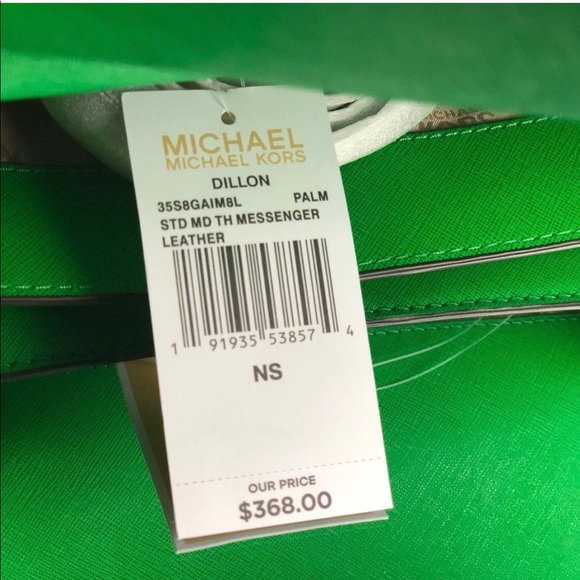 MICHAEL
MICHAEL KORS
DILLON
35S8GAIM8L PALM
STD MD TH MESSENGER
LEATHER
1 91935 53857 4
NS
OUR PRICE
$368.00